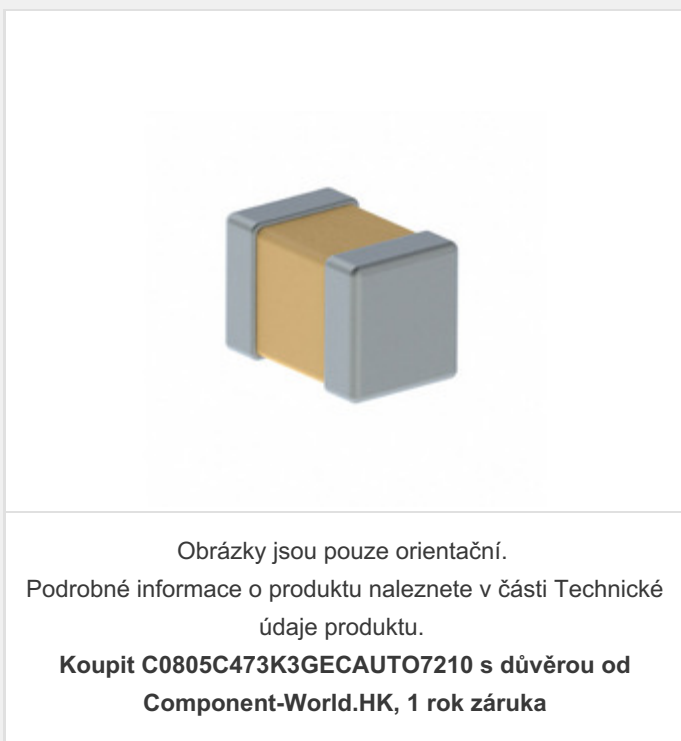 Obrázky jsou pouze orientační.
Podrobné informace o produktu naleznete v části Technické
údaje produktu.
Koupit C0805C473K3GECAUTO7210 s důvěrou od
Component-World.HK, 1 rok záruka